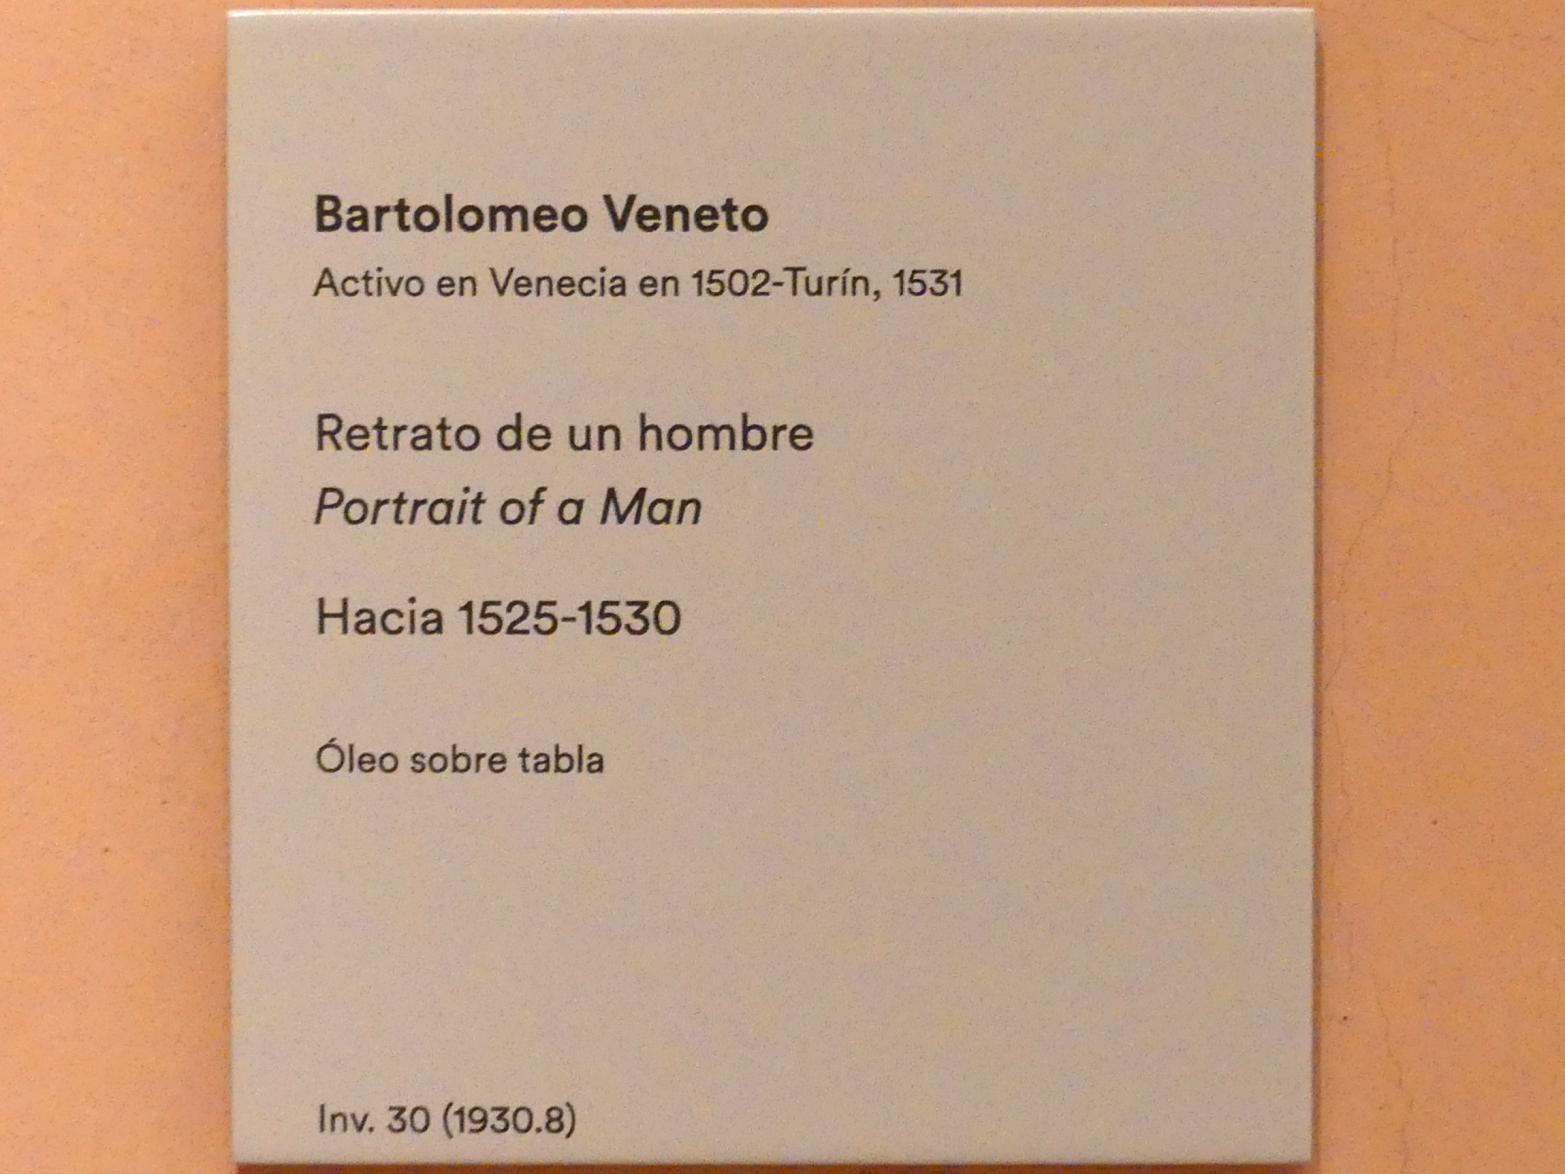 Bartolomeo Veneto
Activo en Venecia en 1502-Turín, 1531
Retrato de un hombre
Portrait of a Man
Hacia 1525-1530
Óleo sobre tabla
Inv. 30 (1930.8)